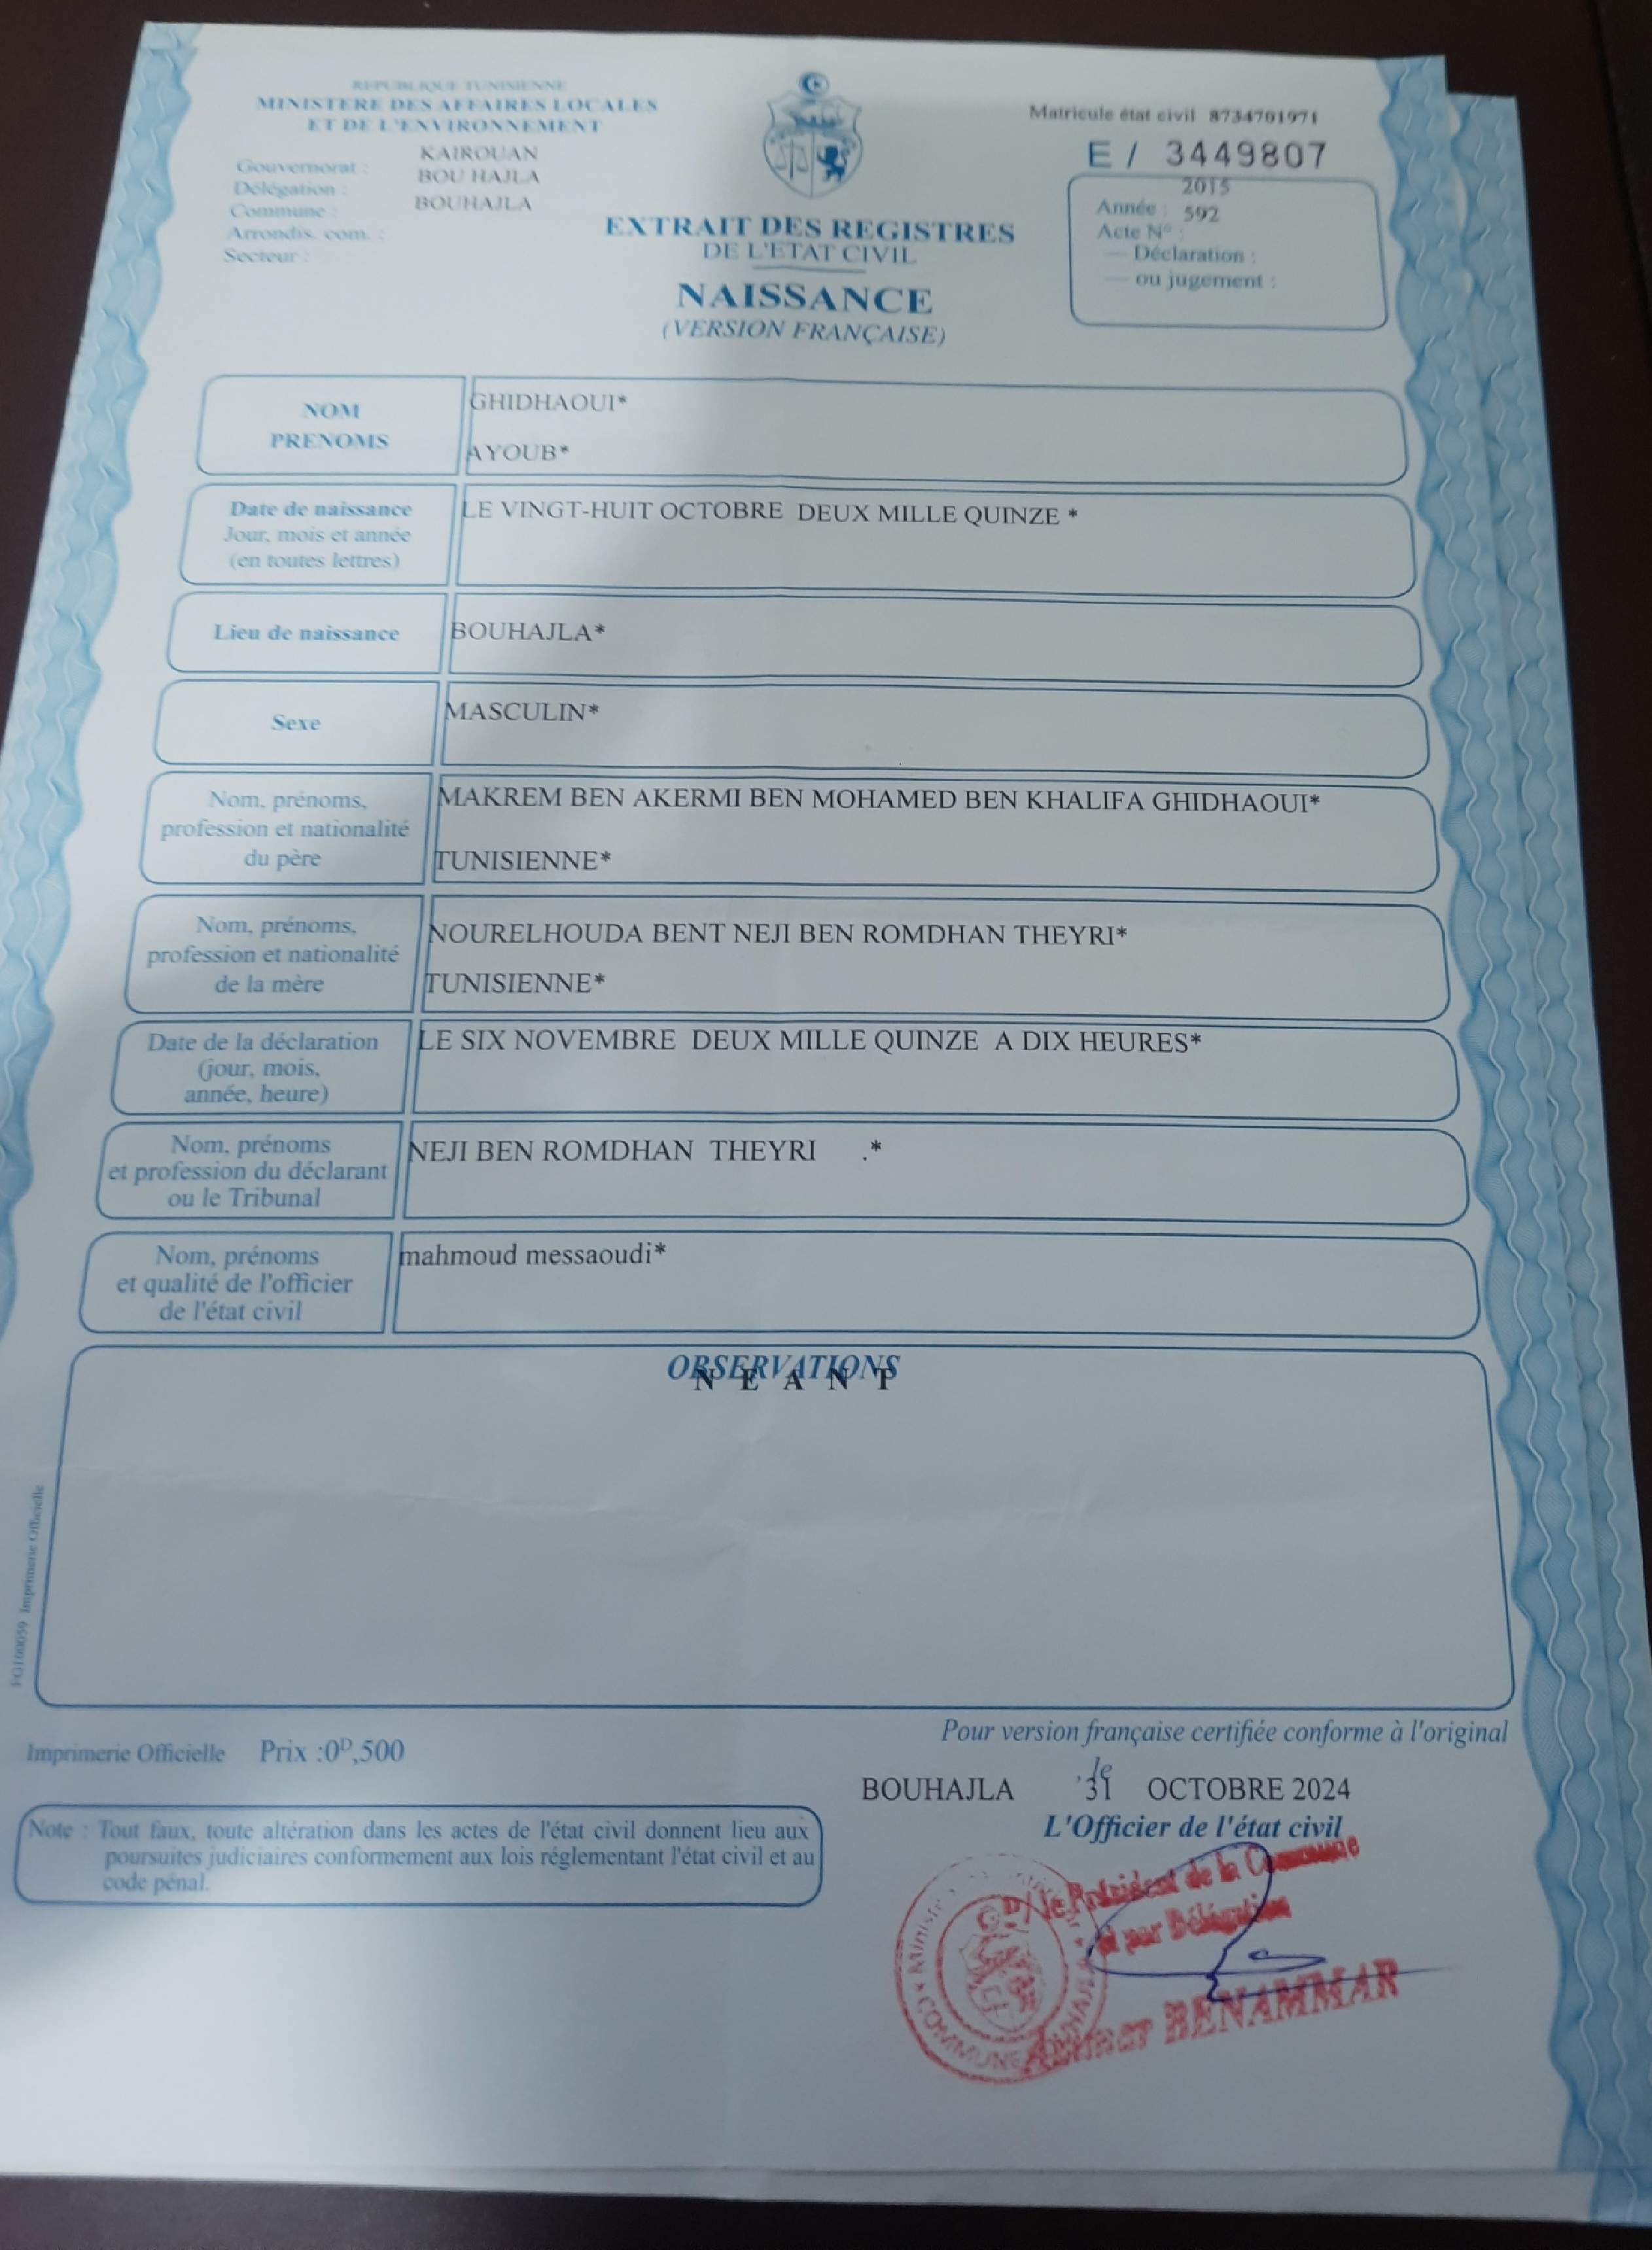 REPUBLIQUE TUNISIENNE
MINISTERE DES AFFAIRES LOCALES
ET DE L'ENVIRONNEMENT
Gouvernorat : KAIROUAN
Délégation : BOU HAJLA
Commune : BOUHAJLA
Arrondis. com. :
Secteur :
Matricule état civil 8734701971
E / 3449807
2015
Année : 592
Acte N° :
— Déclaration :
— ou jugement :
EXTRAIT DES REGISTRES
DE L'ETAT CIVIL
NAISSANCE
(VERSION FRANÇAISE)
NOM GHIDHAOUI*
PRENOMS AYOUB*
Date de naissance LE VINGT-HUIT OCTOBRE DEUX MILLE QUINZE *
Jour, mois et année
(en toutes lettres)
Lieu de naissance BOUHAJLA*
Sexe MASCULIN*
Nom, prénoms, MAKREM BEN AKERMI BEN MOHAMED BEN KHALIFA GHIDHAOUI*
profession et nationalité
du père TUNISIENNE*
Nom, prénoms, NOURELHOUDA BENT NEJI BEN ROMDHAN THEYRI*
profession et nationalité
de la mère TUNISIENNE*
Date de la déclaration LE SIX NOVEMBRE DEUX MILLE QUINZE A DIX HEURES*
(jour, mois,
année, heure)
Nom, prénoms NEJI BEN ROMDHAN THEYRI .*
et profession du déclarant
ou le Tribunal
Nom, prénoms mahmoud messaoudi*
et qualité de l'officier
de l'état civil
OBSERVATIONS
N E A N T
FG100059 Imprimerie Officielle
Imprimerie Officielle Prix :0ᴰ,500
Pour version française certifiée conforme à l'original
BOUHAJLA le 31 OCTOBRE 2024
L'Officier de l'état civil
Note : Tout faux, toute altération dans les actes de l'état civil donnent lieu aux
poursuites judiciaires conformement aux lois réglementant l'état civil et au
code pénal.
P/ le Président de la Commune
et par Délégation
BENAMMAR
COMMUNE